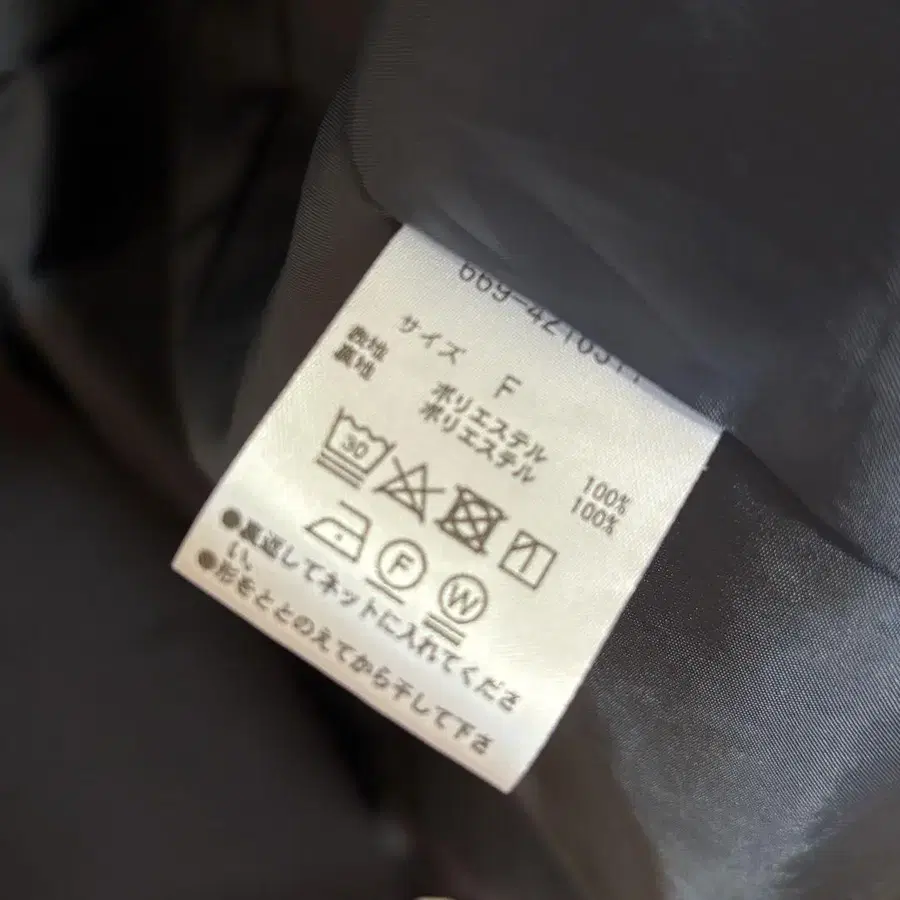 サイズ
F
表地 ポリエステル 100%
裏地 ポリエステル 100%
30
F
W
●裏返してネットに入れてくださ
い。
●形をととのえてから干して下さ